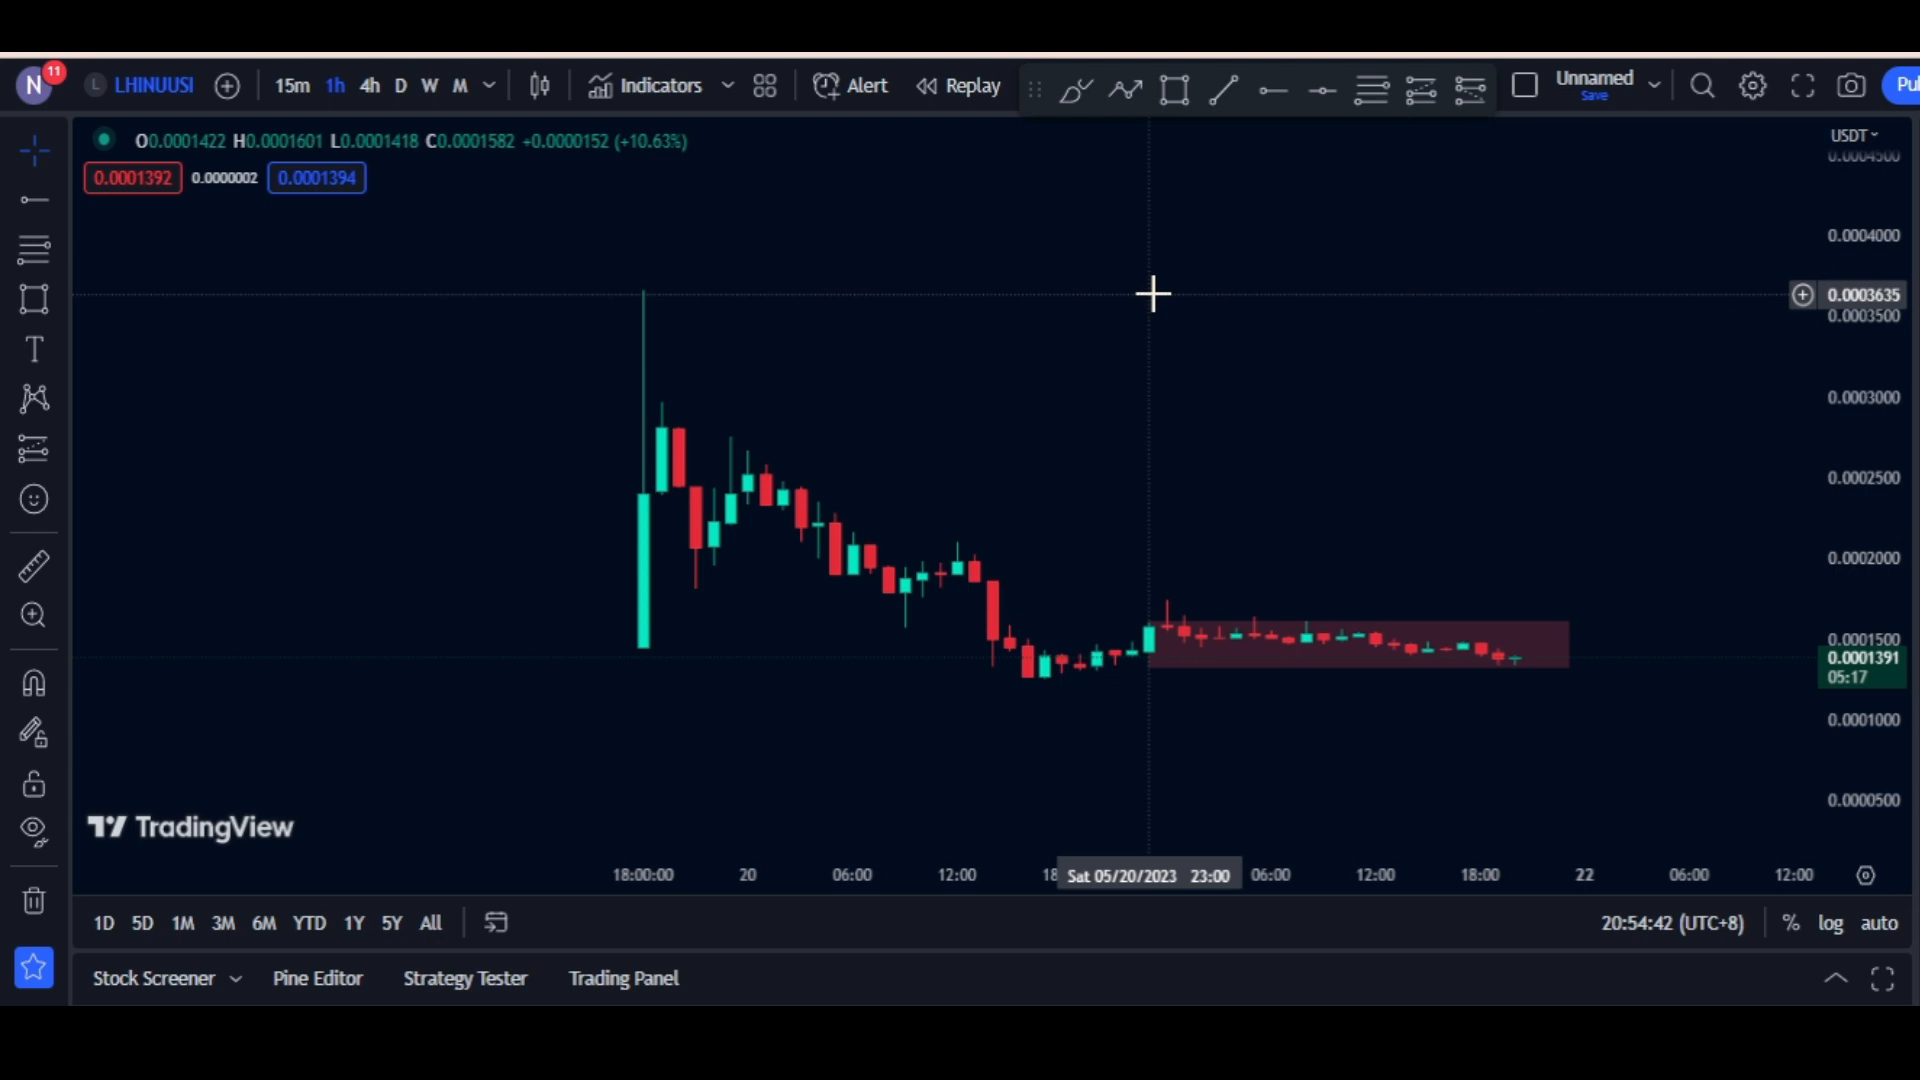 N 11 L LHINUUSI 15m 1h 4h D W M Indicators Alert Replay Unnamed Pu
Save
O0.0001422 H0.0001601 L0.0001418 C0.0001582 +0.0000152 (+10.63%)
0.0001392 0.0000002 0.0001394
USDT
0.0004500
0.0004000
0.0003635
0.0003500
0.0003000
0.0002500
0.0002000
0.0001500
0.0001391
05:17
0.0001000
0.0000500
TradingView
18:00:00 20 06:00 12:00 18 Sat 05/20/2023 23:00 06:00 12:00 18:00 22 06:00 12:00
1D 5D 1M 3M 6M YTD 1Y 5Y All 20:54:42 (UTC+8) % log auto
Stock Screener Pine Editor Strategy Tester Trading Panel